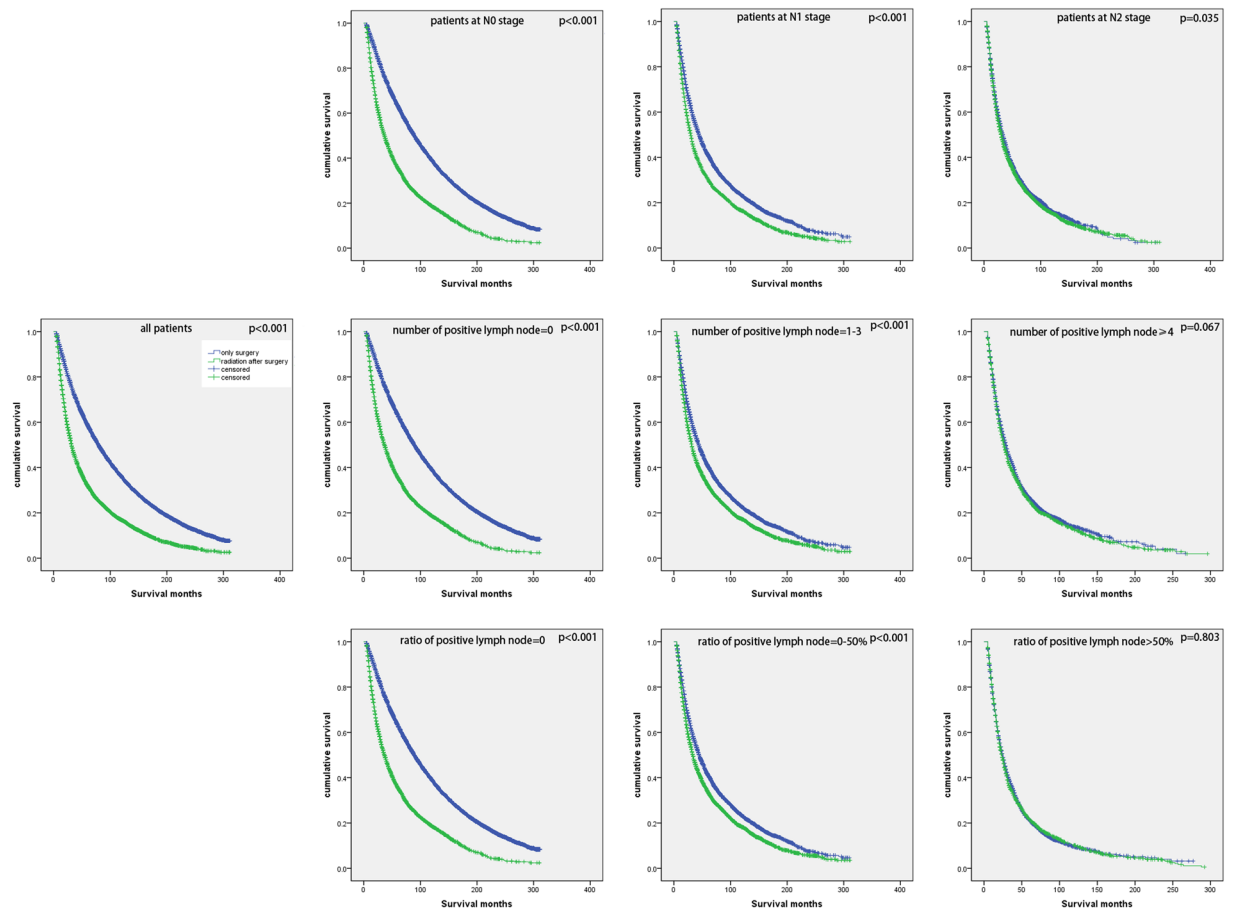 patients at N0 stage p<0.001
1.0
0.8
0.6
0.4
0.2
0.0
cumulative survival
0 100 200 300 400
Survival months
patients at N1 stage p<0.001
1.0
0.8
0.6
0.4
0.2
0.0
cumulative survival
0 100 200 300 400
Survival months
patients at N2 stage p=0.035
1.0
0.8
0.6
0.4
0.2
0.0
cumulative survival
0 100 200 300 400
Survival months
all patients p<0.001
only surgery
radiation after surgery
censored
censored
1.0
0.8
0.6
0.4
0.2
0.0
cumulative survival
0 100 200 300 400
Survival months
number of positive lymph node=0 p<0.001
1.0
0.8
0.6
0.4
0.2
0.0
cumulative survival
0 100 200 300 400
Survival months
number of positive lymph node=1-3 p<0.001
1.0
0.8
0.6
0.4
0.2
0.0
cumulative survival
0 100 200 300 400
Survival months
number of positive lymph node⩾4 p=0.067
1.0
0.8
0.6
0.4
0.2
0.0
cumulative survival
0 50 100 150 200 250 300
Survival months
ratio of positive lymph node=0 p<0.001
1.0
0.8
0.6
0.4
0.2
0.0
cumulative survival
0 100 200 300 400
Survival months
ratio of positive lymph node=0-50% p<0.001
1.0
0.8
0.6
0.4
0.2
0.0
cumulative survival
0 100 200 300 400
Survival months
ratio of positive lymph node>50% p=0.803
1.0
0.8
0.6
0.4
0.2
0.0
cumulative survival
0 50 100 150 200 250 300
Survival months